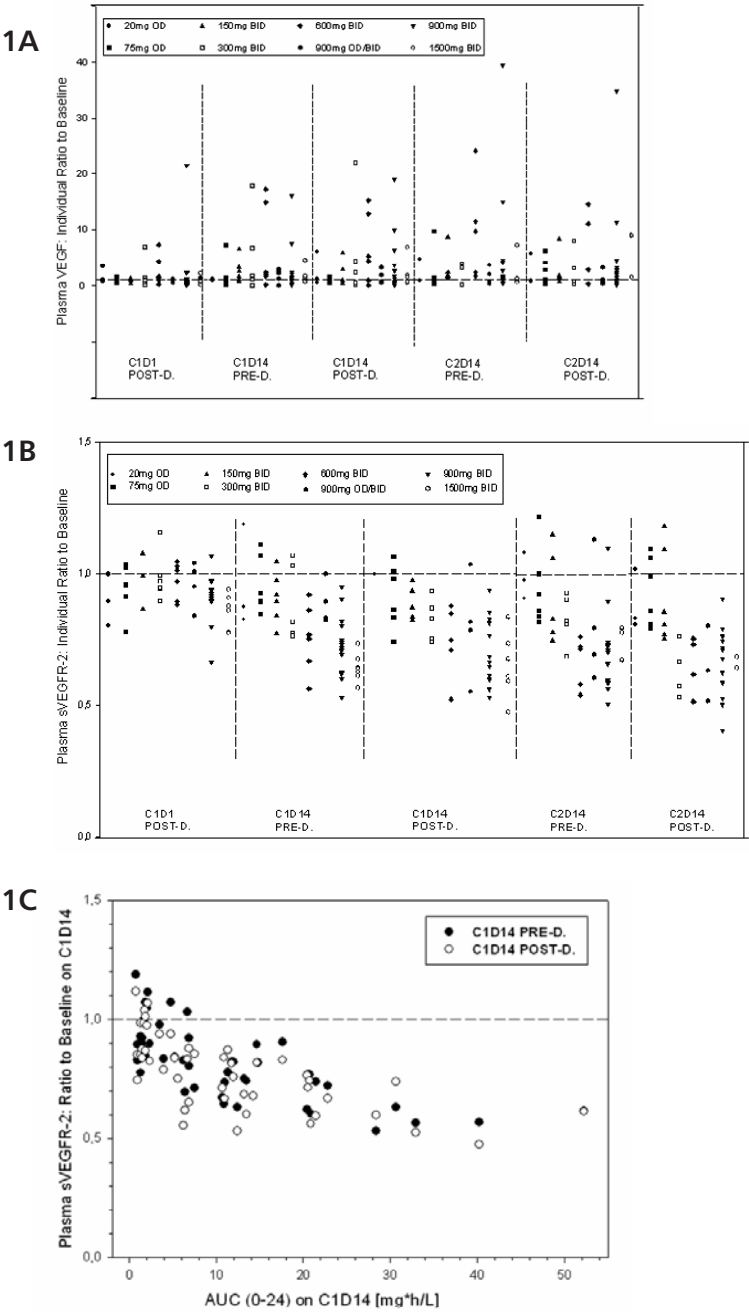 1A
20mg OD 150mg BID 600mg BID 900mg BID
75mg OD 300mg BID 900mg OD/BID 1500mg BID
Plasma VEGF: Individual Ratio to Baseline
40
30
20
10
0
C1D1 POST-D.
C1D14 PRE-D.
C1D14 POST-D.
C2D14 PRE-D.
C2D14 POST-D.
1B
1,5
20mg OD 150mg BID 600mg BID 900mg BID
75mg OD 300mg BID 900mg OD/BID 1500mg BID
Plasma sVEGFR-2: Individual Ratio to Baseline
1,0
0,5
0,0
C1D1 POST-D.
C1D14 PRE-D.
C1D14 POST-D.
C2D14 PRE-D.
C2D14 POST-D.
1C
1,5
C1D14 PRE-D.
C1D14 POST-D.
Plasma sVEGFR-2: Ratio to Baseline on C1D14
1,0
0,5
0,0
0 10 20 30 40 50
AUC (0-24) on C1D14 [mg*h/L]